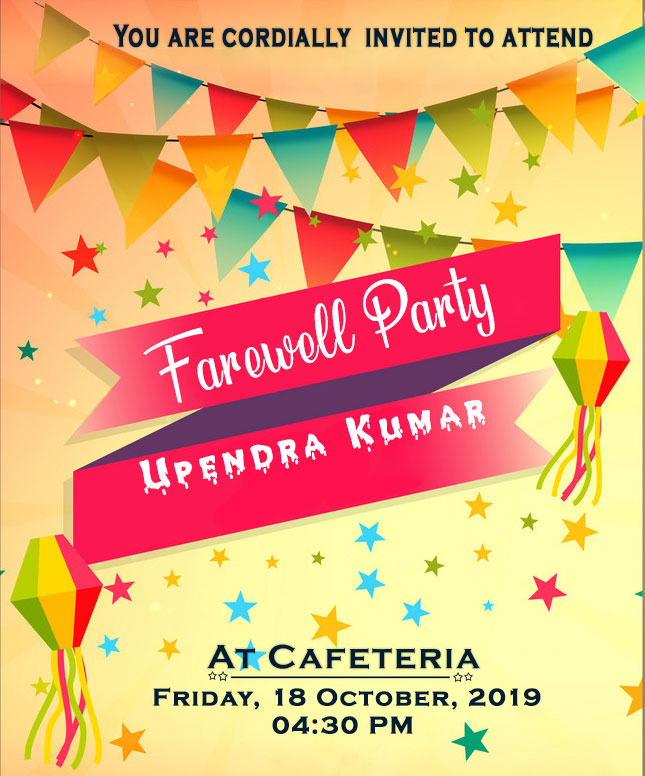 You are cordially invited to attend
Farewell Party
Upendra Kumar
At Cafeteria
Friday, 18 October, 2019
04:30 PM